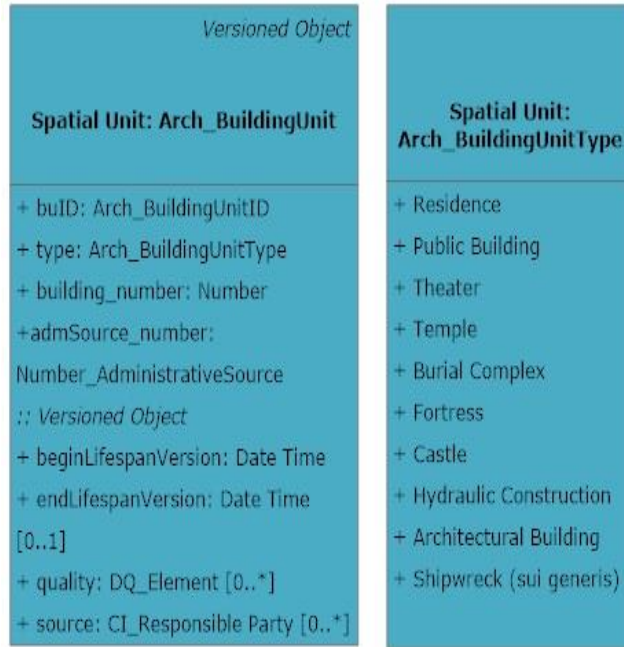 Versioned Object
Spatial Unit: Arch_BuildingUnit
+ buID: Arch_BuildingUnitID
+ type: Arch_BuildingUnitType
+ building_number: Number
+admSource_number:
Number_AdministrativeSource
:: Versioned Object
+ beginLifespanVersion: Date Time
+ endLifespanVersion: Date Time
[0..1]
+ quality: DQ_Element [0..*]
+ source: CI_Responsible Party [0..*]
Spatial Unit:
Arch_BuildingUnitType
+ Residence
+ Public Building
+ Theater
+ Temple
+ Burial Complex
+ Fortress
+ Castle
+ Hydraulic Construction
+ Architectural Building
+ Shipwreck (sui generis)